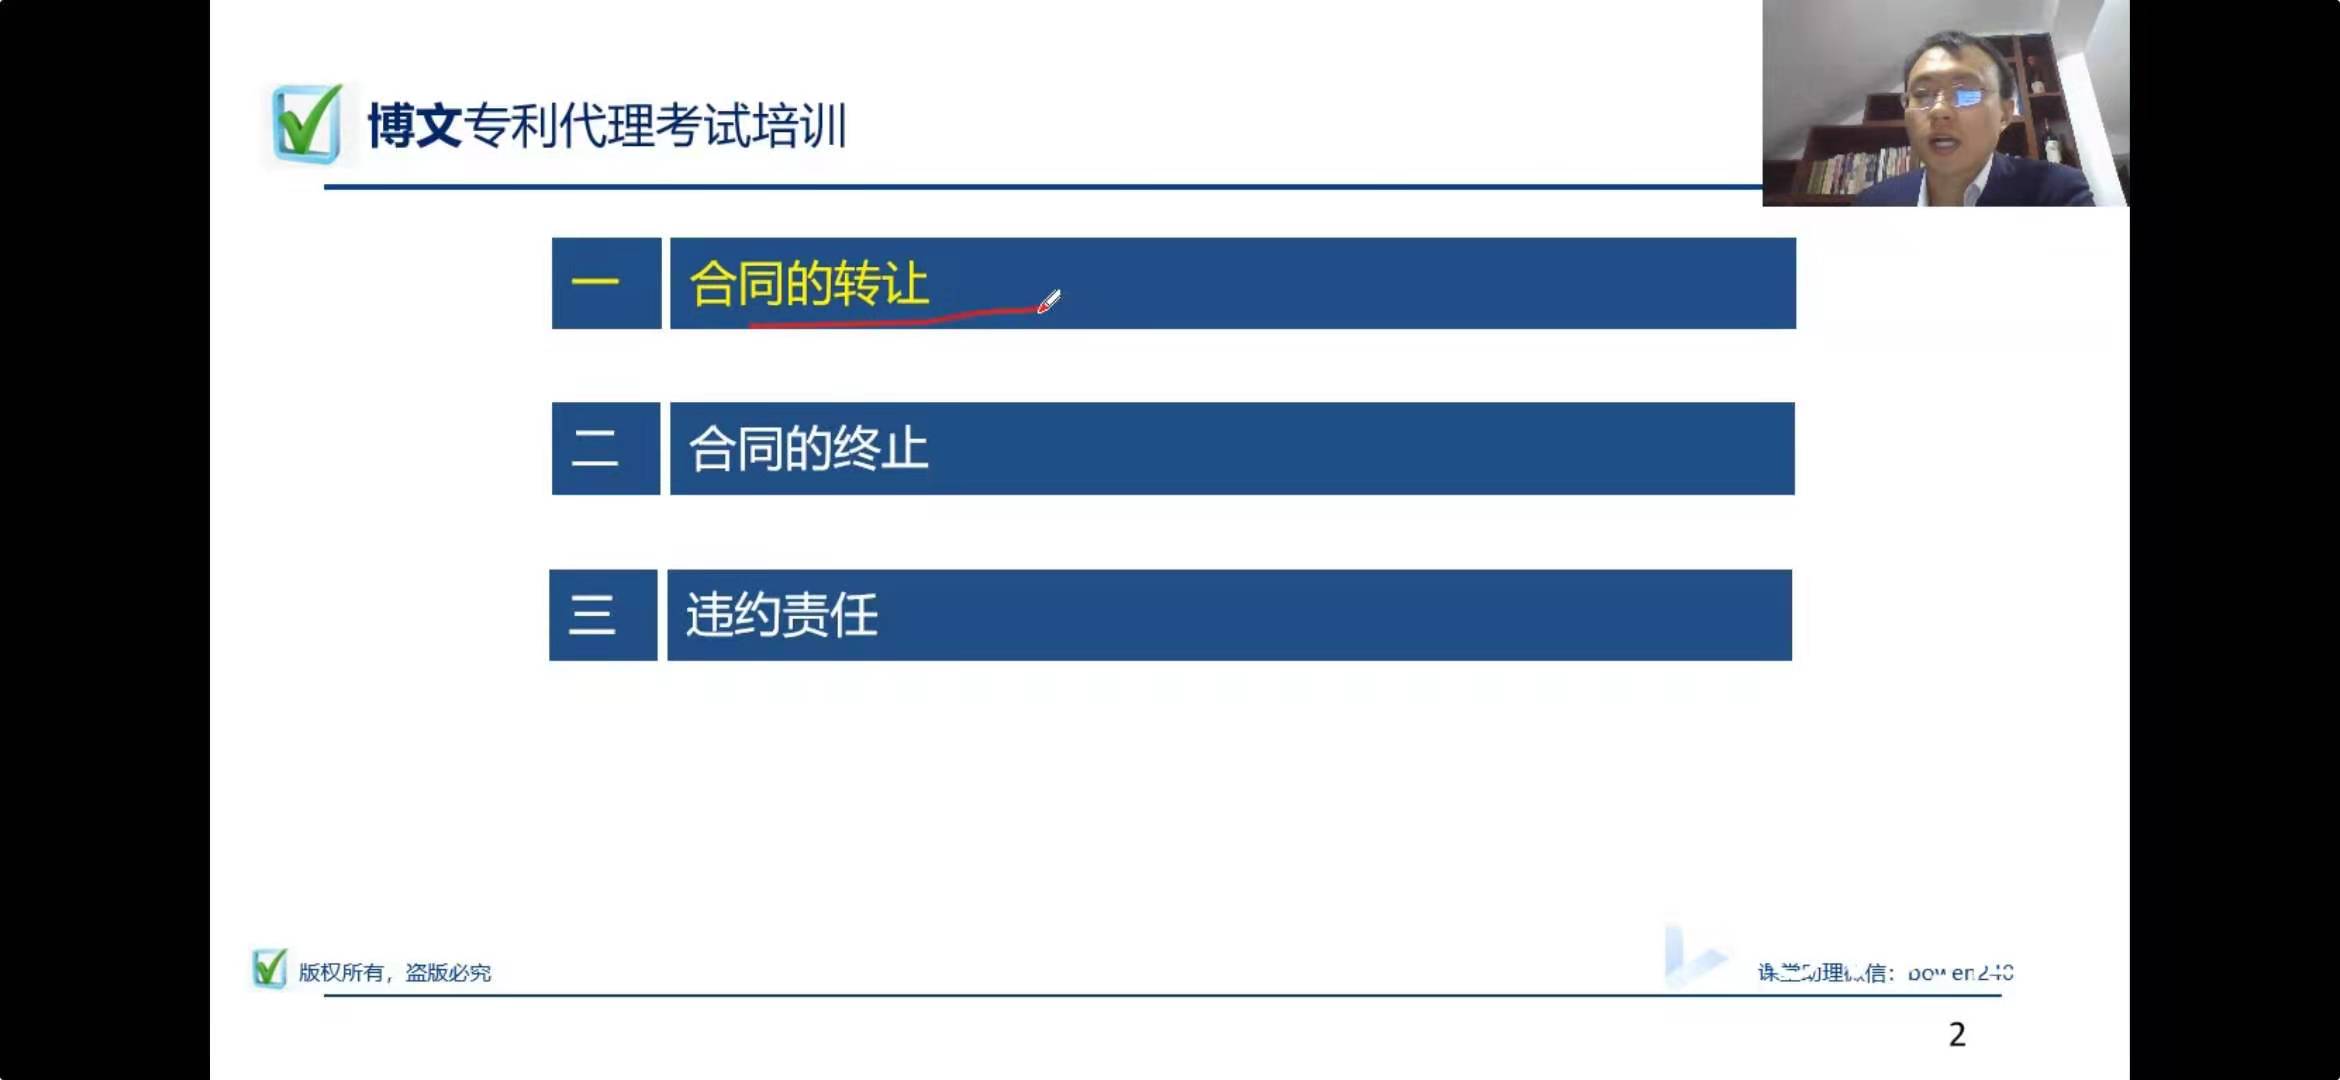 博文专利代理考试培训
一 合同的转让
二 合同的终止
三 违约责任
版权所有，盗版必究
课堂助理微信：bowen240
2